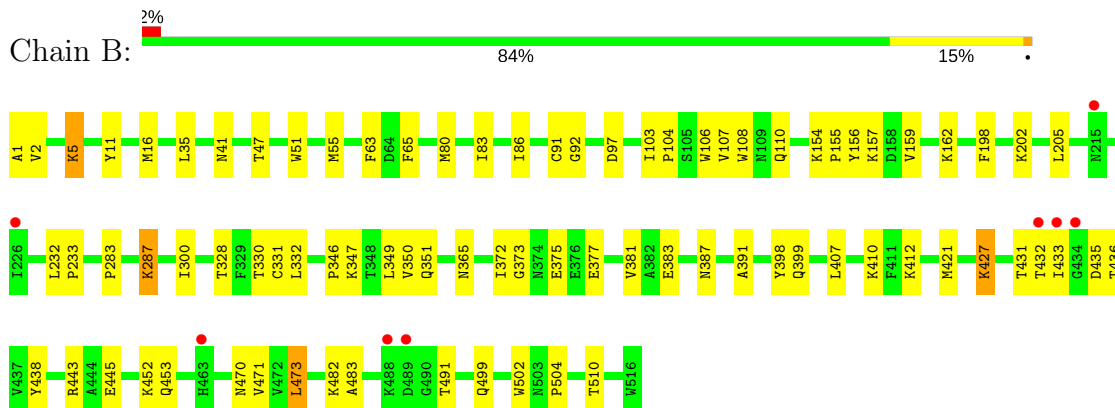 2%
Chain B:
84% 15% •
A1 V2 K5 Y11 M16 L35 N41 T47 W51 M55 F63 D64 F65 M80 I83 I86 C91 G92 D97 I103 P104 S105 W106 V107 W108 N109 Q110 K154 P155 Y156 K157 D158 V159 K162 F198 K202 L205 N215
I226 L232 P233 P283 K287 I300 T328 F329 T330 C331 L332 P346 K347 T348 L349 V350 Q351 N365 I372 G373 N374 E375 E376 E377 V381 A382 E383 N387 A391 Y398 Q399 L407 K410 F411 K412 M421 K427 T431 T432 I433 G434 D435 T436
V437 Y438 R443 A444 E445 K452 Q453 H463 N470 V471 V472 L473 K482 A483 K488 D489 G490 T491 Q499 W502 N503 P504 T510 W516